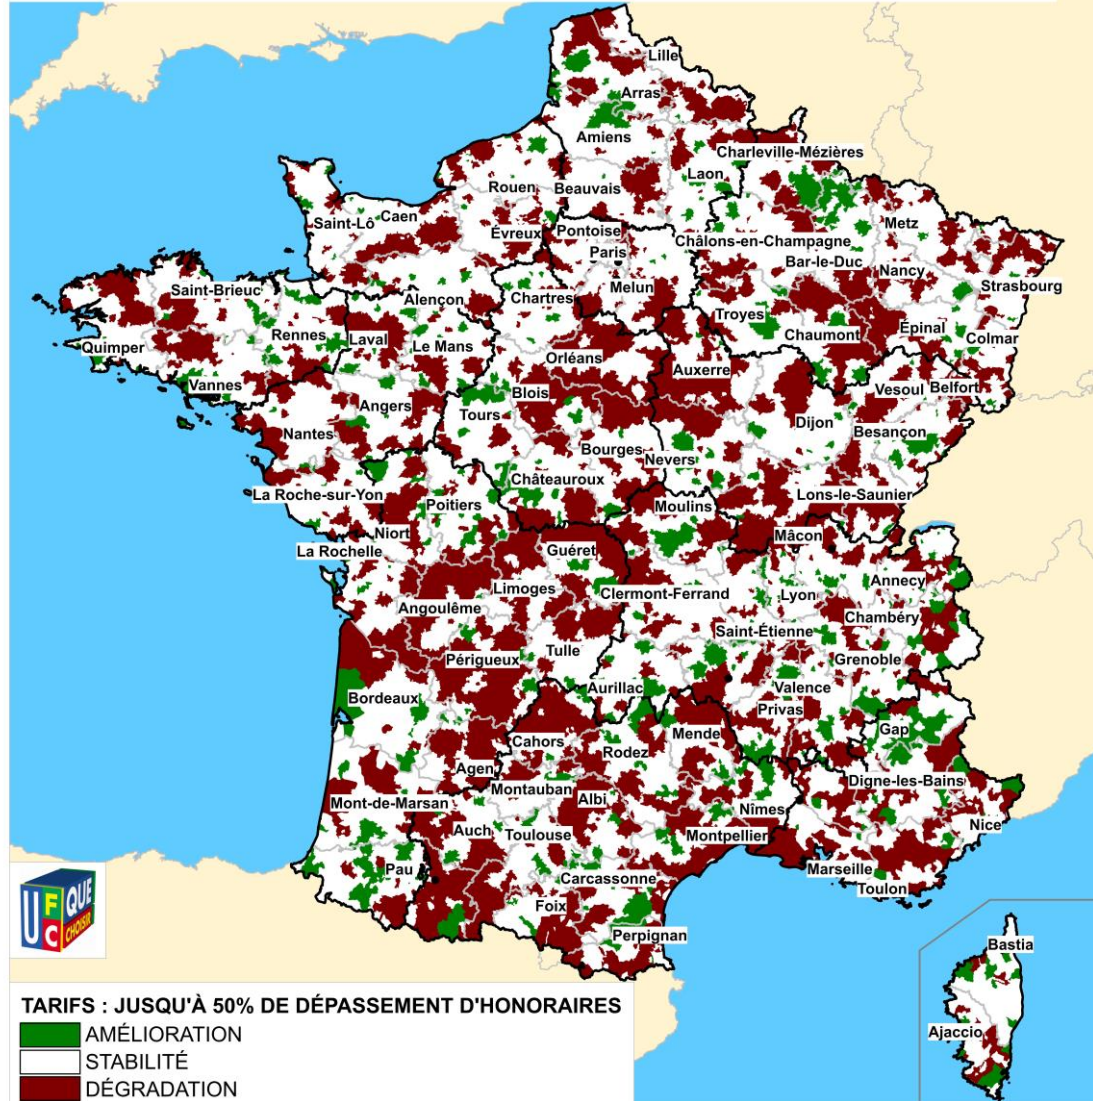 Lille
Arras
Amiens
Charleville-Mézières
Rouen
Beauvais
Laon
Saint-Lô
Caen
Évreux
Pontoise
Paris
Metz
Châlons-en-Champagne
Bar-le-Duc
Nancy
Strasbourg
Saint-Brieuc
Alençon
Chartres
Melun
Troyes
Chaumont
Épinal
Colmar
Quimper
Rennes
Laval
Le Mans
Orléans
Auxerre
Vannes
Blois
Vesoul
Belfort
Angers
Tours
Dijon
Nantes
Besançon
Bourges
Nevers
La Roche-sur-Yon
Châteauroux
Poitiers
Lons-le-Saunier
Moulins
Niort
Mâcon
La Rochelle
Guéret
Limoges
Clermont-Ferrand
Annecy
Lyon
Angoulême
Chambéry
Saint-Étienne
Périgueux
Tulle
Grenoble
Bordeaux
Aurillac
Valence
Privas
Cahors
Rodez
Mende
Gap
Agen
Montauban
Digne-les-Bains
Mont-de-Marsan
Albi
Nîmes
Auch
Toulouse
Montpellier
Nice
Pau
Carcassonne
Marseille
Toulon
Foix
Perpignan
Bastia
Ajaccio
UFC QUE CHOISIR
TARIFS : JUSQU'À 50% DE DÉPASSEMENT D'HONORAIRES
AMÉLIORATION
STABILITÉ
DÉGRADATION